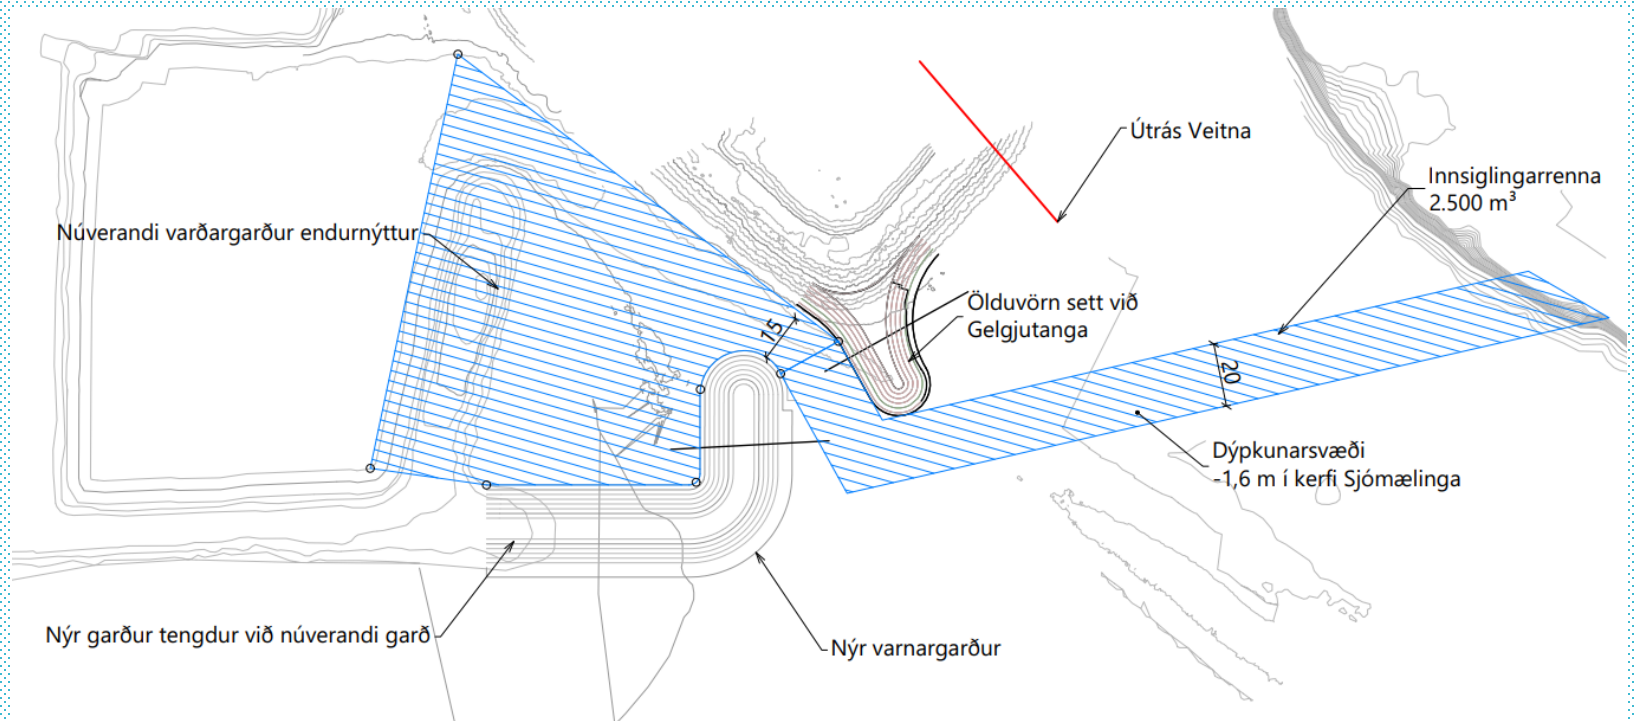 Útrás Veitna
Innsiglingarrenna
2.500 m³
Núverandi varðargarður endurnýttur
Ölduvörn sett við
Gelgjutanga
15
20
Dýpkunarsvæði
-1,6 m í kerfi Sjómælinga
Nýr garður tengdur við núverandi garð
Nýr varnargarður